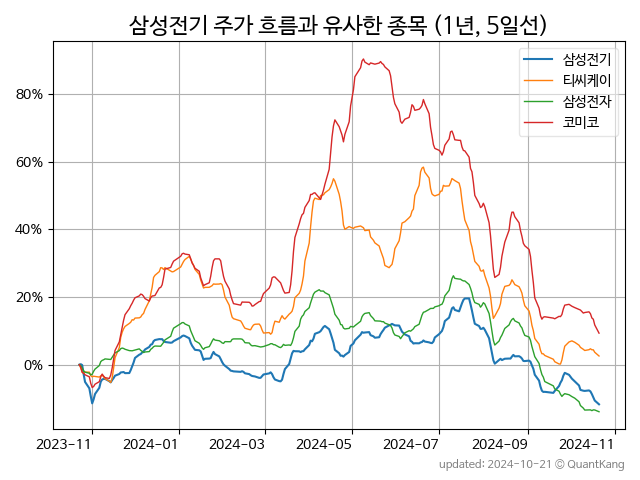 삼성전기 주가 흐름과 유사한 종목 (1년, 5일선)
삼성전기
티씨케이
삼성전자
코미코
80%
60%
40%
20%
0%
2023-11 2024-01 2024-03 2024-05 2024-07 2024-09 2024-11
updated: 2024-10-21 © QuantKang